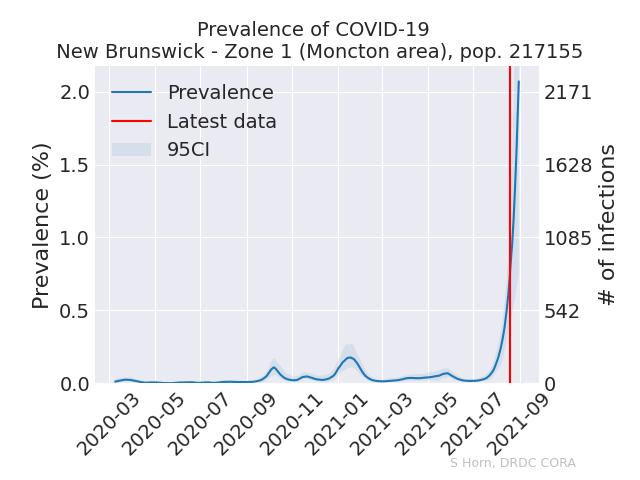 Prevalence of COVID-19
New Brunswick - Zone 1 (Moncton area), pop. 217155
Prevalence
Latest data
95CI
Prevalence (%)
2.0
1.5
1.0
0.5
0.0
2171
1628
1085
542
0
# of infections
2020-03
2020-05
2020-07
2020-09
2020-11
2021-01
2021-03
2021-05
2021-07
2021-09
S Horn, DRDC CORA